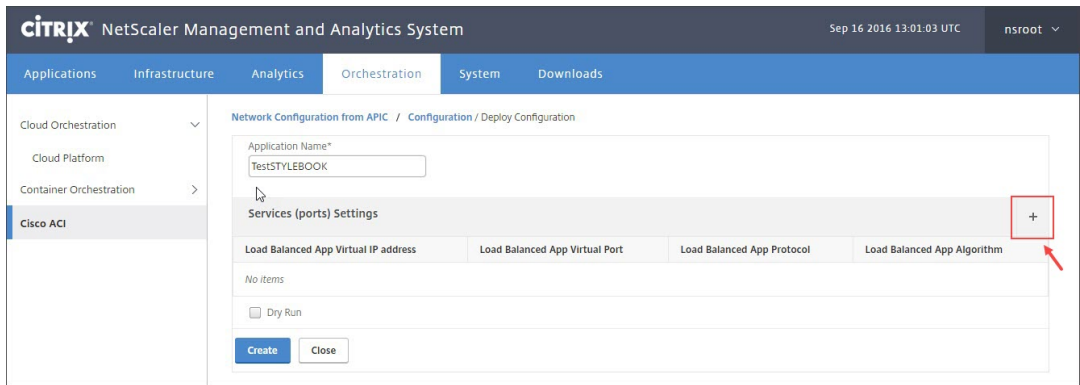 CITRIX NetScaler Management and Analytics System Sep 16 2016 13:01:03 UTC nsroot
Applications Infrastructure Analytics Orchestration System Downloads
Cloud Orchestration
Cloud Platform
Container Orchestration
Cisco ACI
Network Configuration from APIC / Configuration / Deploy Configuration
Application Name*
TestSTYLEBOOK
Services (ports) Settings +
Load Balanced App Virtual IP address Load Balanced App Virtual Port Load Balanced App Protocol Load Balanced App Algorithm
No items
Dry Run
Create Close